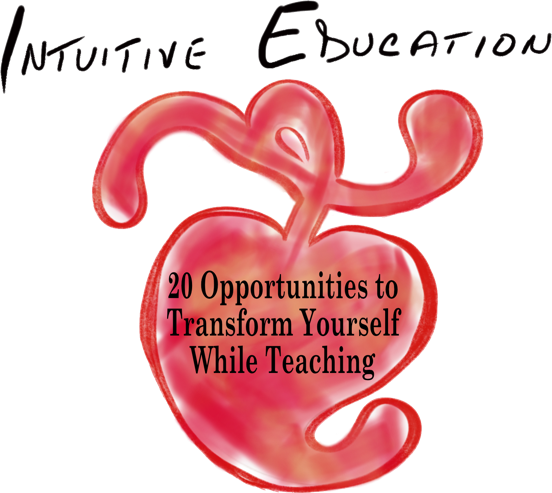 INTUITIVE EDUCATION
20 Opportunities to
Transform Yourself
While Teaching